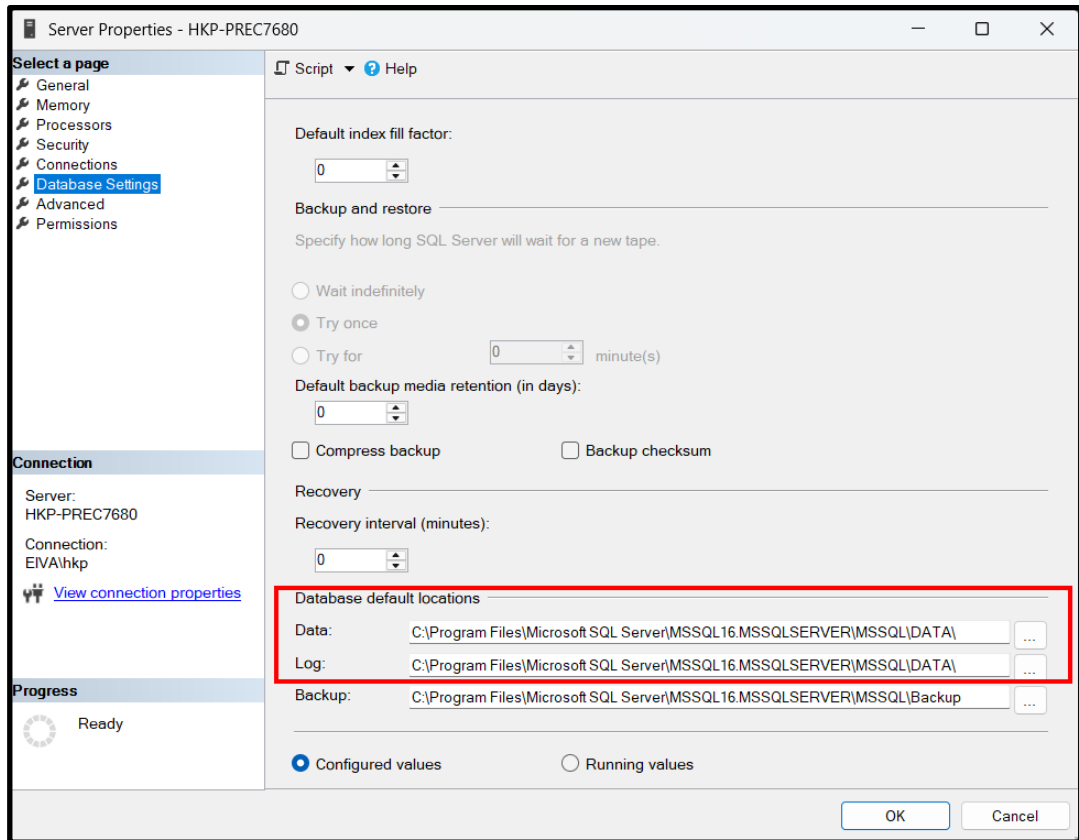 Server Properties - HKP-PREC7680
Select a page
General
Memory
Processors
Security
Connections
Database Settings
Advanced
Permissions
Connection
Server:
HKP-PREC7680
Connection:
EIVA\hkp
View connection properties
Progress
Ready
Script Help
Default index fill factor:
0
Backup and restore
Specify how long SQL Server will wait for a new tape.
Wait indefinitely
Try once
Try for 0 minute(s)
Default backup media retention (in days):
0
Compress backup Backup checksum
Recovery
Recovery interval (minutes):
0
Database default locations
Data: C:\Program Files\Microsoft SQL Server\MSSQL16.MSSQLSERVER\MSSQL\DATA\ ...
Log: C:\Program Files\Microsoft SQL Server\MSSQL16.MSSQLSERVER\MSSQL\DATA\ ...
Backup: C:\Program Files\Microsoft SQL Server\MSSQL16.MSSQLSERVER\MSSQL\Backup ...
Configured values Running values
OK Cancel